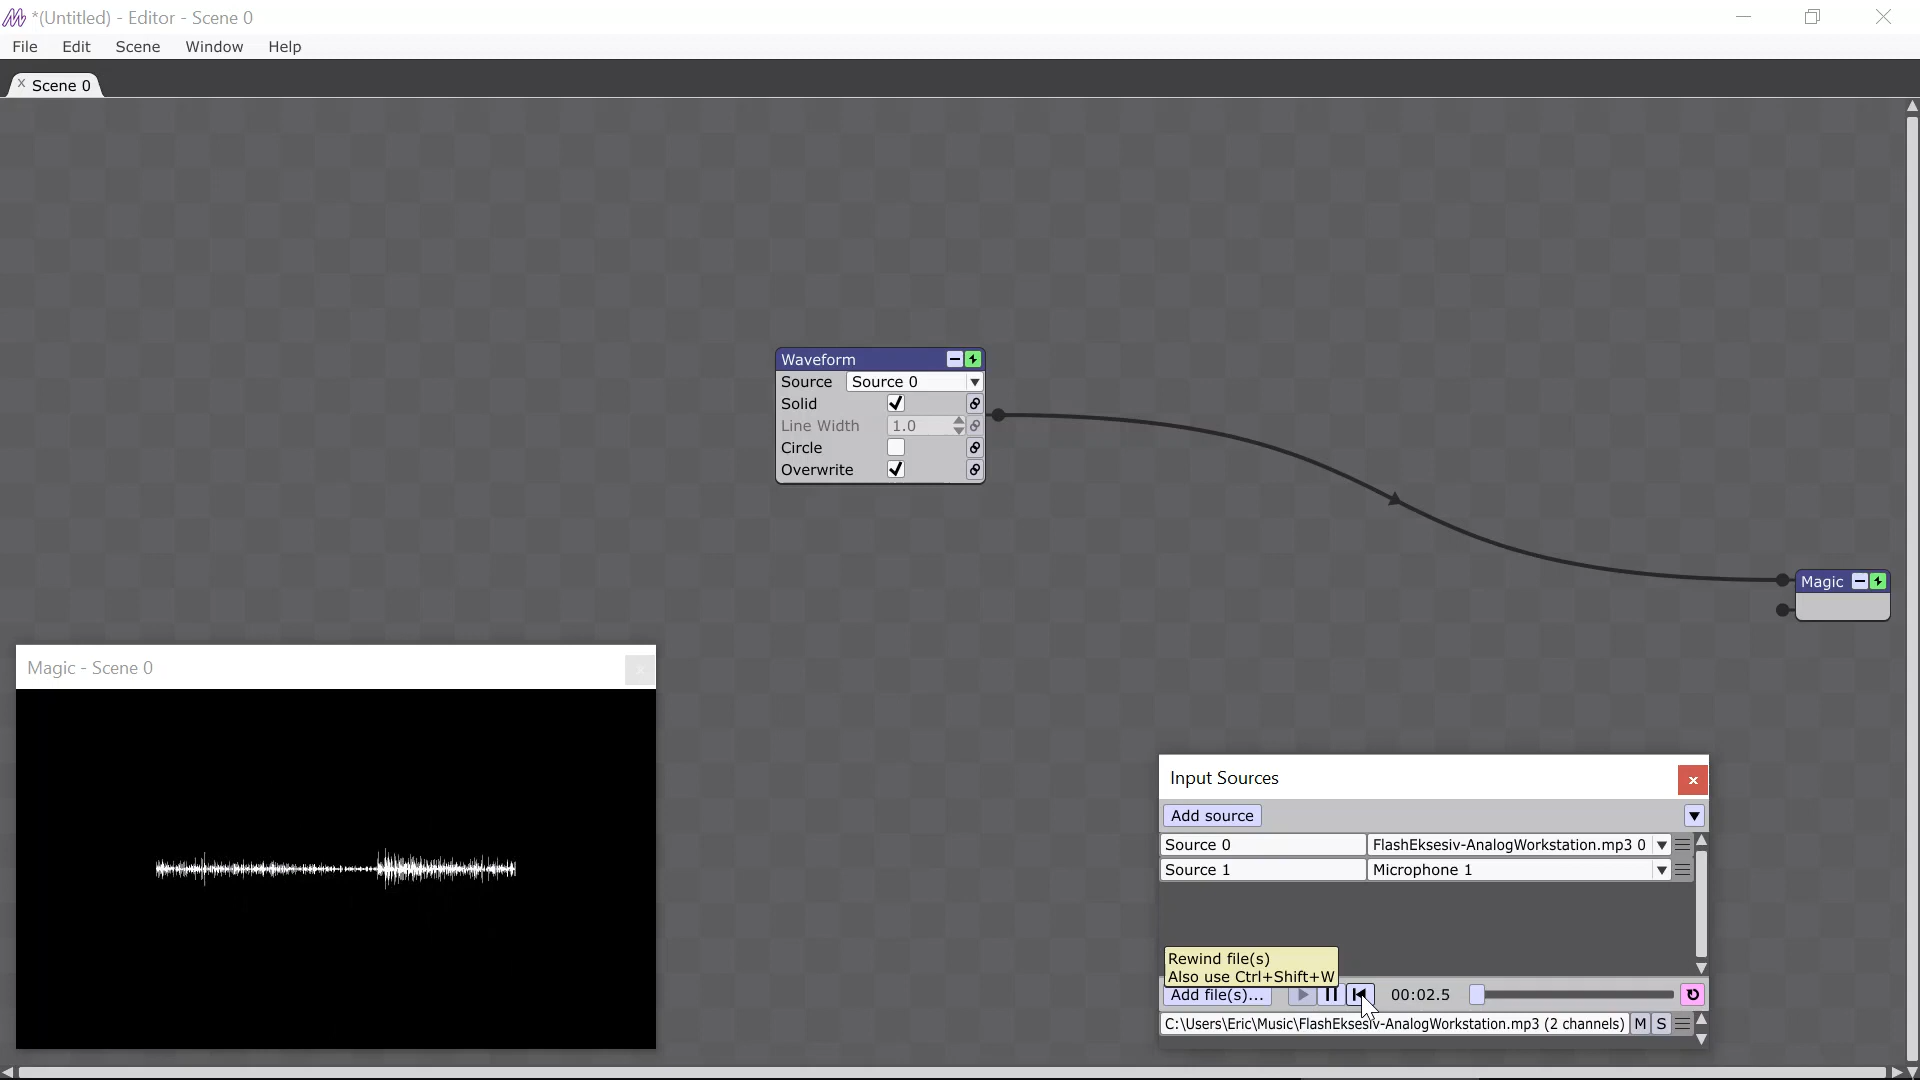 *(Untitled) - Editor - Scene 0
File Edit Scene Window Help
x Scene 0
Waveform
Source Source 0
Solid
Line Width 1.0
Circle
Overwrite
Magic
Magic - Scene 0
Input Sources
Add source
Source 0 FlashEksesiv-AnalogWorkstation.mp3 0
Source 1 Microphone 1
Rewind file(s)
Also use Ctrl+Shift+W
Add file(s)... 00:02.5
C:\Users\Eric\Music\FlashEksesiv-AnalogWorkstation.mp3 (2 channels) M S